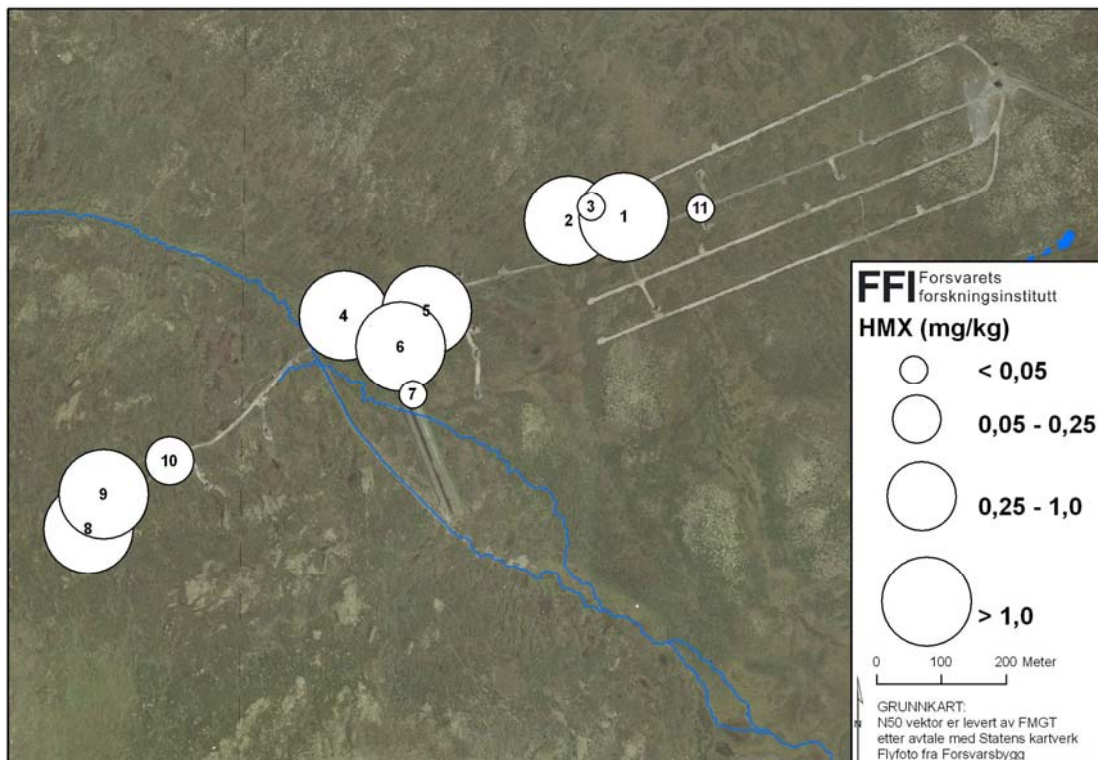 3
2
1
11
5
4
6
7
10
9
8
FFI Forsvarets
forskningsinstitutt
HMX (mg/kg)
< 0,05
0,05 - 0,25
0,25 - 1,0
> 1,0
0 100 200 Meter
N
GRUNNKART:
N50 vektor er levert av FMGT
etter avtale med Statens kartverk
Flyfoto fra Forsvarsbygg